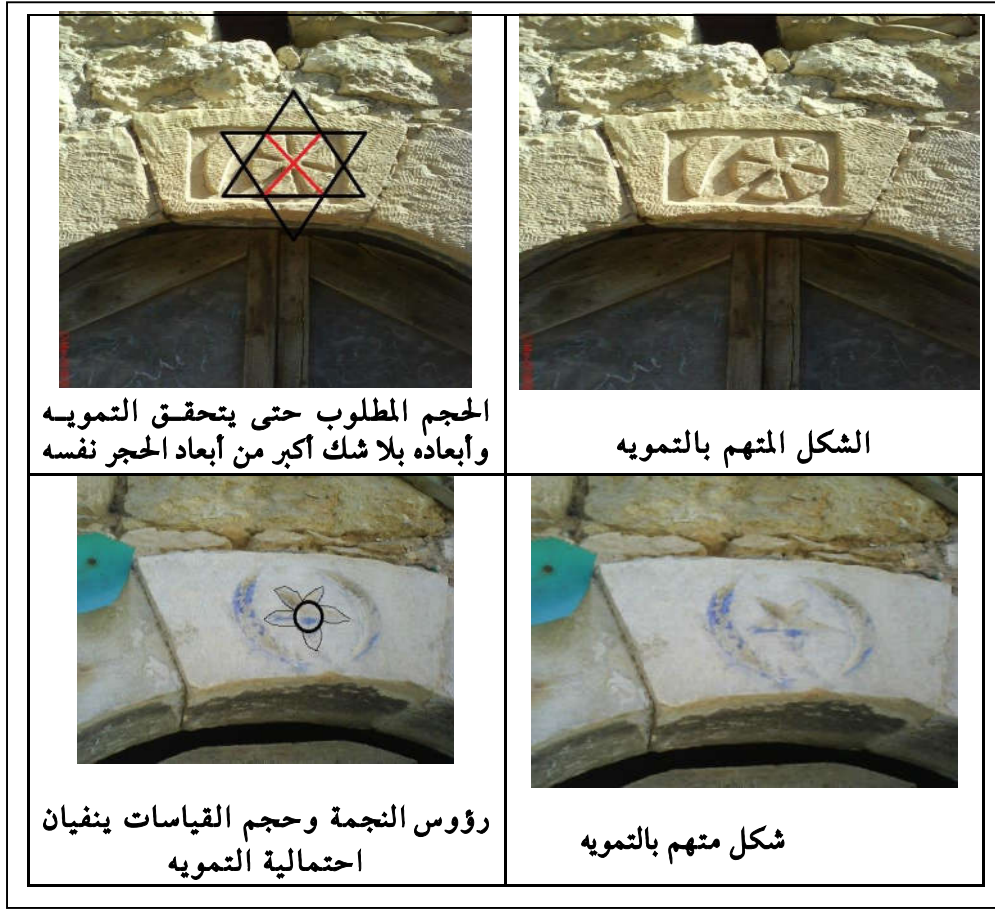 الشكل المتهم بالتمويه
الحجم المطلوب حتى يتحقق التمويه
وأبعاده بلا شك أكبر من أبعاد الحجر نفسه
شكل متهم بالتمويه
رؤوس النجمة وحجم القياسات ينفيان
احتمالية التمويه